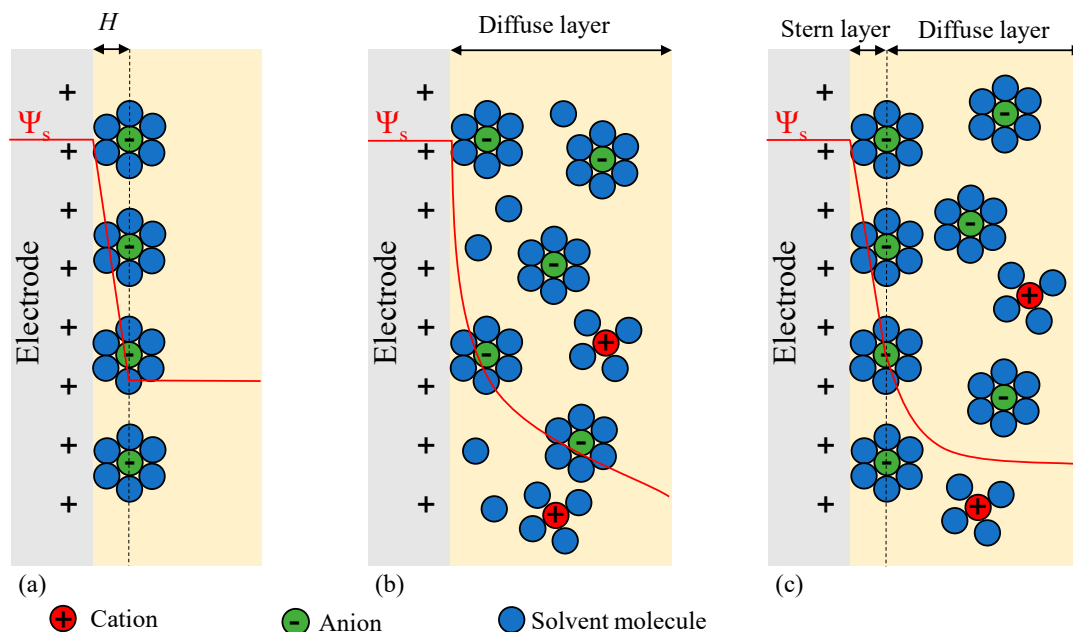 H
Diffuse layer
Stern layer
Diffuse layer
Ψs
Ψs
Ψs
Electrode
Electrode
Electrode
(a)
(b)
(c)
Cation
Anion
Solvent molecule